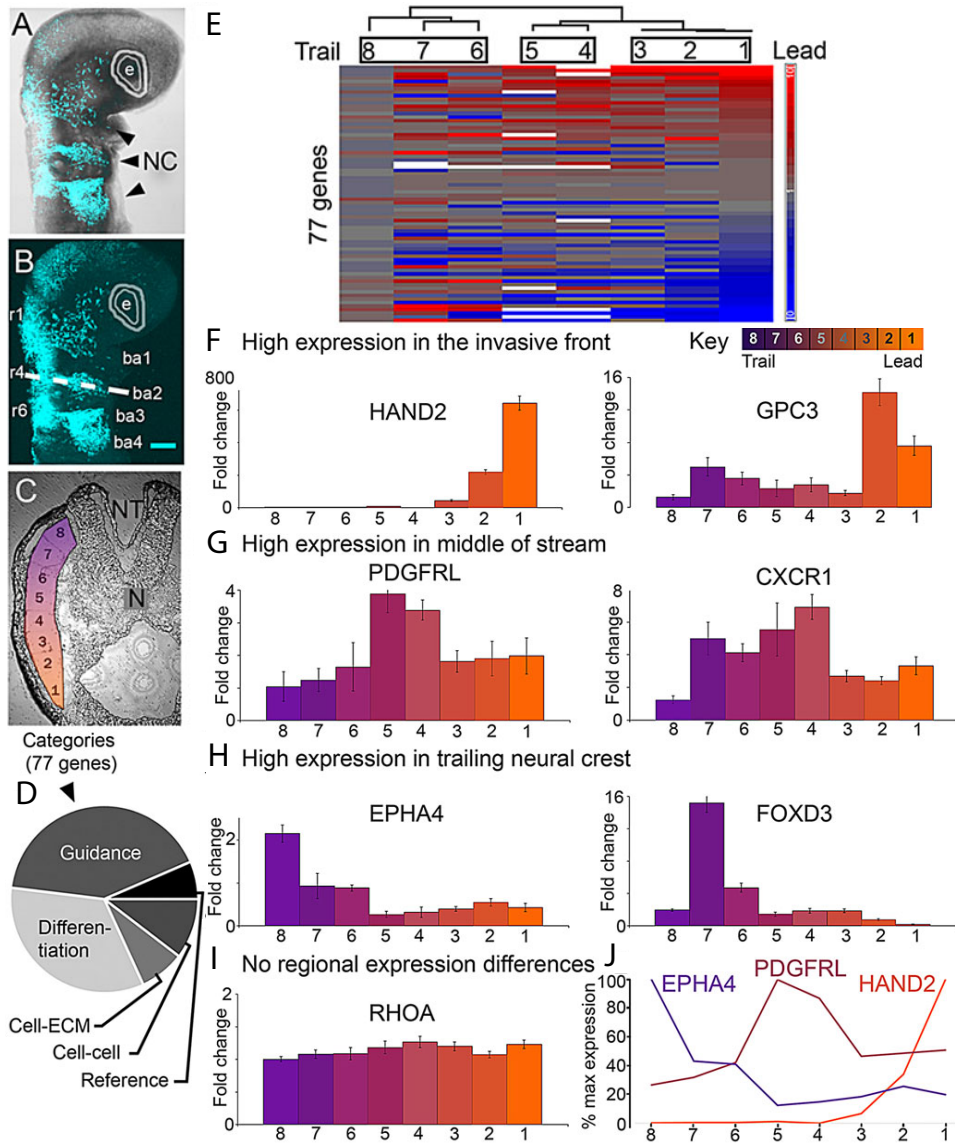 A
e
NC
B
e
r1
ba1
r4
ba2
r6
ba3
ba4
C
NT
8
7
6
5
4
3
2
1
N
Categories
(77 genes)
D
Guidance
Differen-
tiation
Cell-ECM
Cell-cell
Reference
E
Trail 8 7 6 5 4 3 2 1 Lead
77 genes
1
F High expression in the invasive front
Key 8 7 6 5 4 3 2 1
Trail Lead
HAND2
Fold change
800
0
8 7 6 5 4 3 2 1
GPC3
Fold change
16
0
8 7 6 5 4 3 2 1
G High expression in middle of stream
PDGFRL
Fold change
4
0
8 7 6 5 4 3 2 1
CXCR1
Fold change
8
0
8 7 6 5 4 3 2 1
H High expression in trailing neural crest
EPHA4
Fold change
2
0
8 7 6 5 4 3 2 1
FOXD3
Fold change
16
0
8 7 6 5 4 3 2 1
I No regional expression differences
RHOA
Fold change
2
0
8 7 6 5 4 3 2 1
J
EPHA4 PDGFRL HAND2
% max expression
100
80
60
40
20
0
8 7 6 5 4 3 2 1